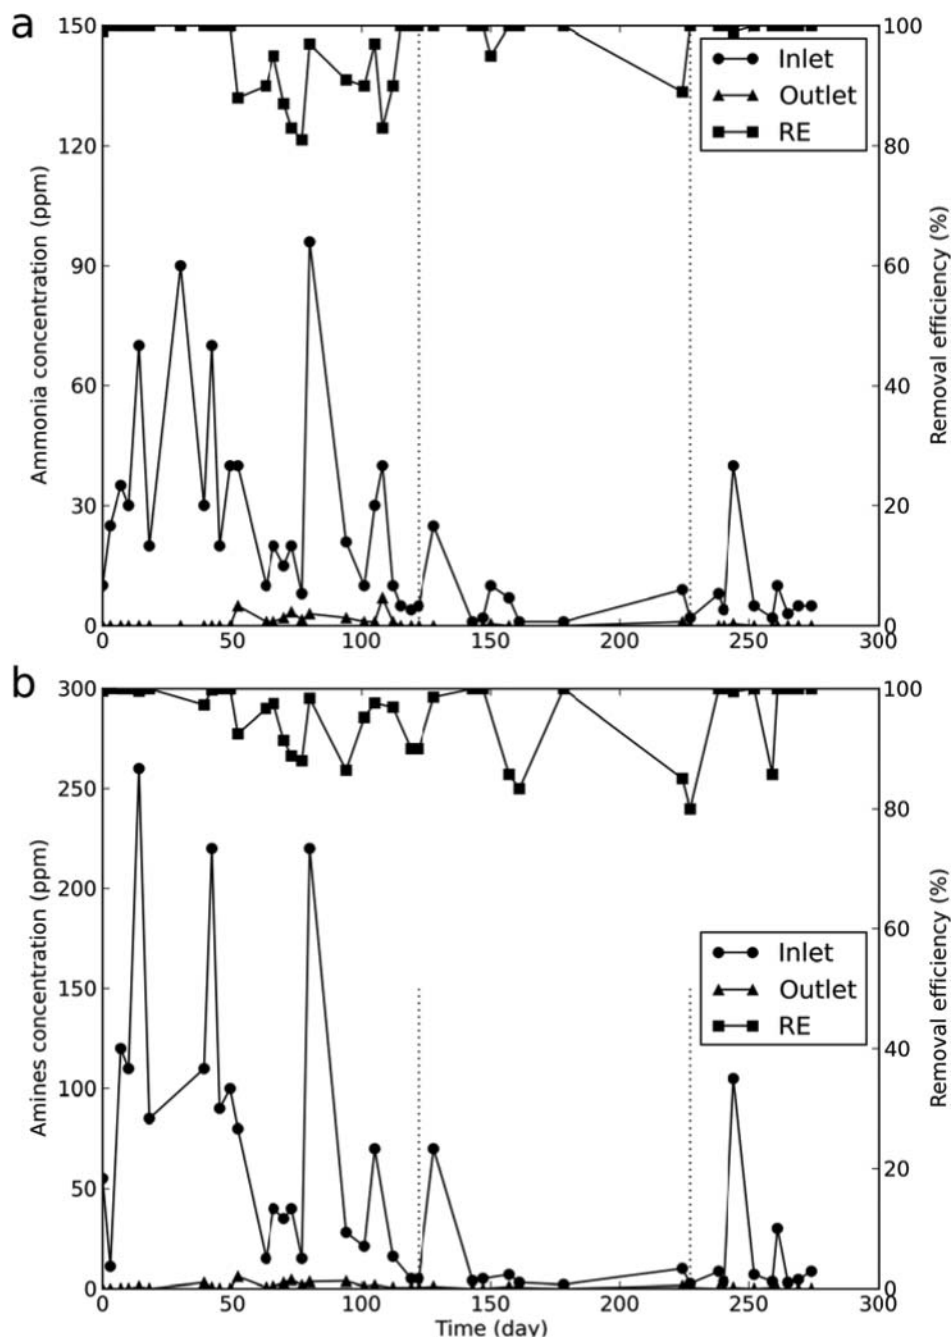 a
150
120
90
60
30
0
Ammonia concentration (ppm)
100
80
60
40
20
0
Removal efficiency (%)
Inlet
Outlet
RE
0 50 100 150 200 250 300
b
300
250
200
150
100
50
0
Amines concentration (ppm)
100
80
60
40
20
0
Removal efficiency (%)
Inlet
Outlet
RE
0 50 100 150 200 250 300
Time (day)